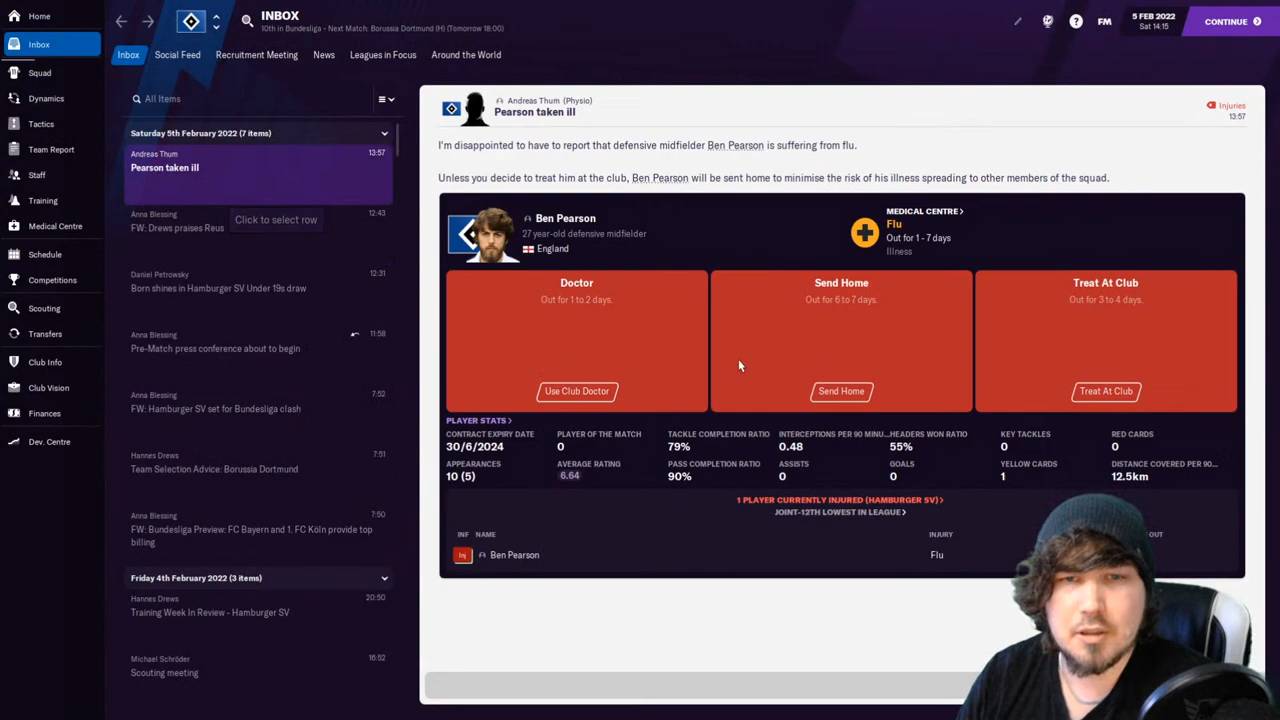 Home
Inbox
Squad
Dynamics
Tactics
Team Report
Staff
Training
Medical Centre
Schedule
Competitions
Scouting
Transfers
Club Info
Club Vision
Finances
Dev. Centre
INBOX
10th in Bundesliga - Next Match: Borussia Dortmund (H) (Tomorrow 18:00)
?
FM
5 FEB 2022
Sat 14:15
CONTINUE
Inbox
Social Feed
Recruitment Meeting
News
Leagues in Focus
Around the World
All Items
Saturday 5th February 2022 (7 items)
Andreas Thum 13:57
Pearson taken ill
Anna Blessing 12:43
FW: Drews praises Reus
Click to select row
Daniel Petrowsky 12:31
Born shines in Hamburger SV Under 19s draw
Anna Blessing 11:58
Pre-Match press conference about to begin
Anna Blessing 7:52
FW: Hamburger SV set for Bundesliga clash
Hannes Drews 7:51
Team Selection Advice: Borussia Dortmund
Anna Blessing 7:50
FW: Bundesliga Preview: FC Bayern and 1. FC Köln provide top
billing
Friday 4th February 2022 (3 items)
Hannes Drews 20:50
Training Week In Review - Hamburger SV
Michael Schröder 16:52
Scouting meeting
Andreas Thum (Physio)
Pearson taken ill
Injuries
13:57
I'm disappointed to have to report that defensive midfielder Ben Pearson is suffering from flu.
Unless you decide to treat him at the club, Ben Pearson will be sent home to minimise the risk of his illness spreading to other members of the squad.
Ben Pearson
27 year-old defensive midfielder
England
MEDICAL CENTRE
Flu
Out for 1 - 7 days
Illness
Doctor
Out for 1 to 2 days.
Use Club Doctor
Send Home
Out for 6 to 7 days.
Send Home
Treat At Club
Out for 3 to 4 days.
Treat At Club
PLAYER STATS
CONTRACT EXPIRY DATE
30/6/2024
PLAYER OF THE MATCH
0
TACKLE COMPLETION RATIO
79%
INTERCEPTIONS PER 90 MINU...
0.48
HEADERS WON RATIO
55%
KEY TACKLES
0
RED CARDS
0
APPEARANCES
10 (5)
AVERAGE RATING
6.64
PASS COMPLETION RATIO
90%
ASSISTS
0
GOALS
0
YELLOW CARDS
1
DISTANCE COVERED PER 90...
12.5km
1 PLAYER CURRENTLY INJURED (HAMBURGER SV)
JOINT-12TH LOWEST IN LEAGUE
INF NAME INJURY OUT
Inj Ben Pearson Flu